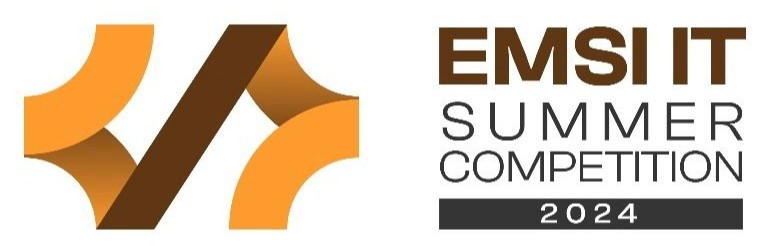 EMSI IT
SUMMER
COMPETITION
2024